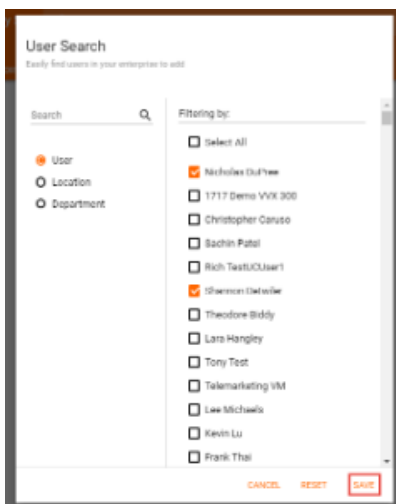 User Search
Easily find users in your enterprise to add
Search
Filtering by:
Select All
User
Location
Department
Nicholas DuPree
1717 Demo VVX 300
Christopher Caruso
Sachin Patel
Rich TestUCUser1
Shannon Detwiler
Theodore Biddy
Lara Hangley
Tony Test
Telemarketing VM
Lee Michaels
Kevin Lu
Frank Thai
CANCEL RESET SAVE